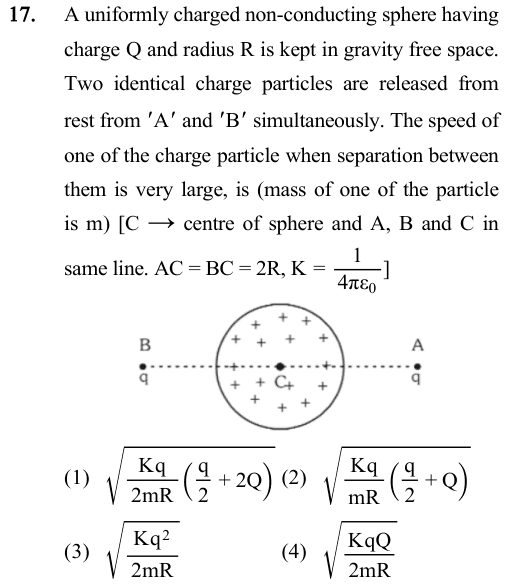 17. A uniformly charged non-conducting sphere having
charge Q and radius R is kept in gravity free space.
Two identical charge particles are released from
rest from 'A' and 'B' simultaneously. The speed of
one of the charge particle when separation between
them is very large, is (mass of one of the particle
is m) [C → centre of sphere and A, B and C in
same line. AC = BC = 2R, K = 1/(4πε₀)]
B A
+ + + + + + + + + + + + + + + +
q C q
(1) √(Kq/2mR (q/2 + 2Q)) (2) √(Kq/mR (q/2 + Q))
(3) √(Kq²/2mR) (4) √(KqQ/2mR)